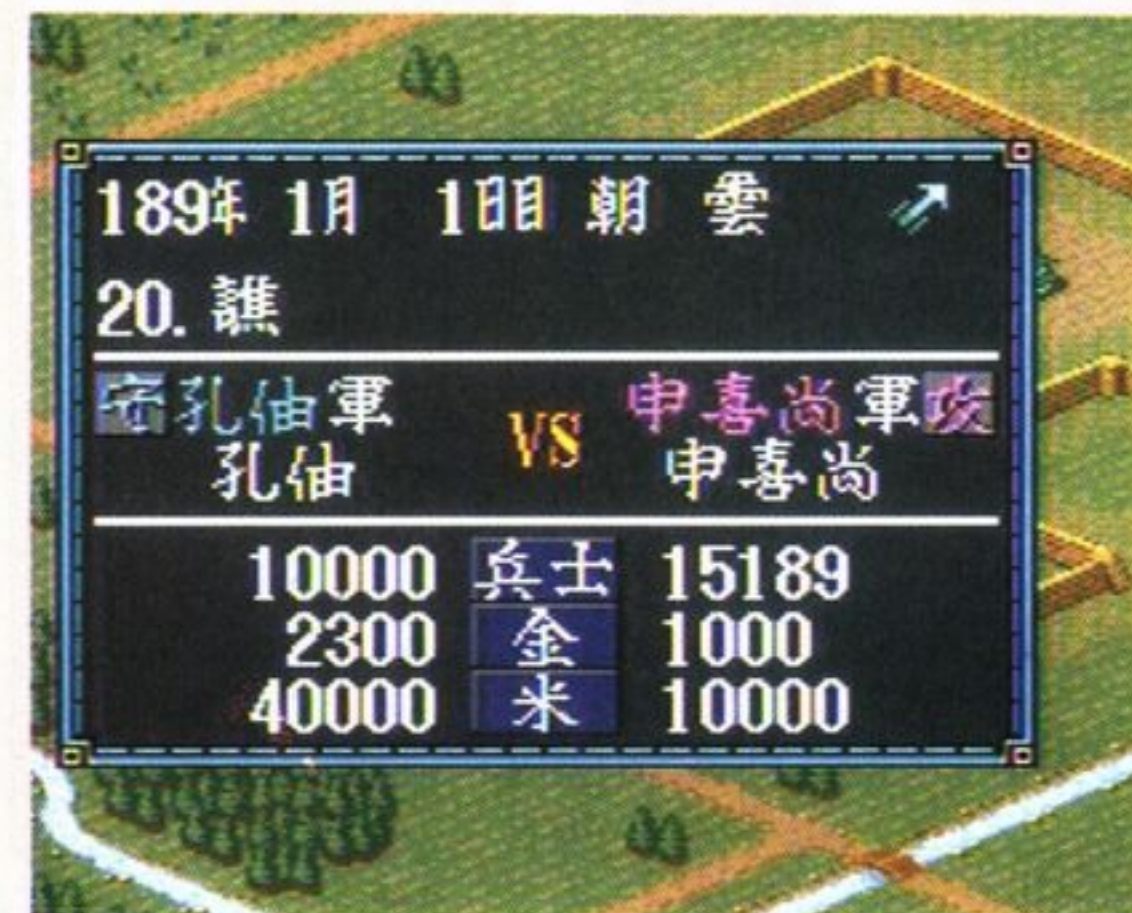 189年 1月 1日目 朝 雲
20. 譙
守孔伷軍 VS 申喜尚軍攻
孔伷 申喜尚
10000 兵士 15189
2300 金 1000
40000 米 10000